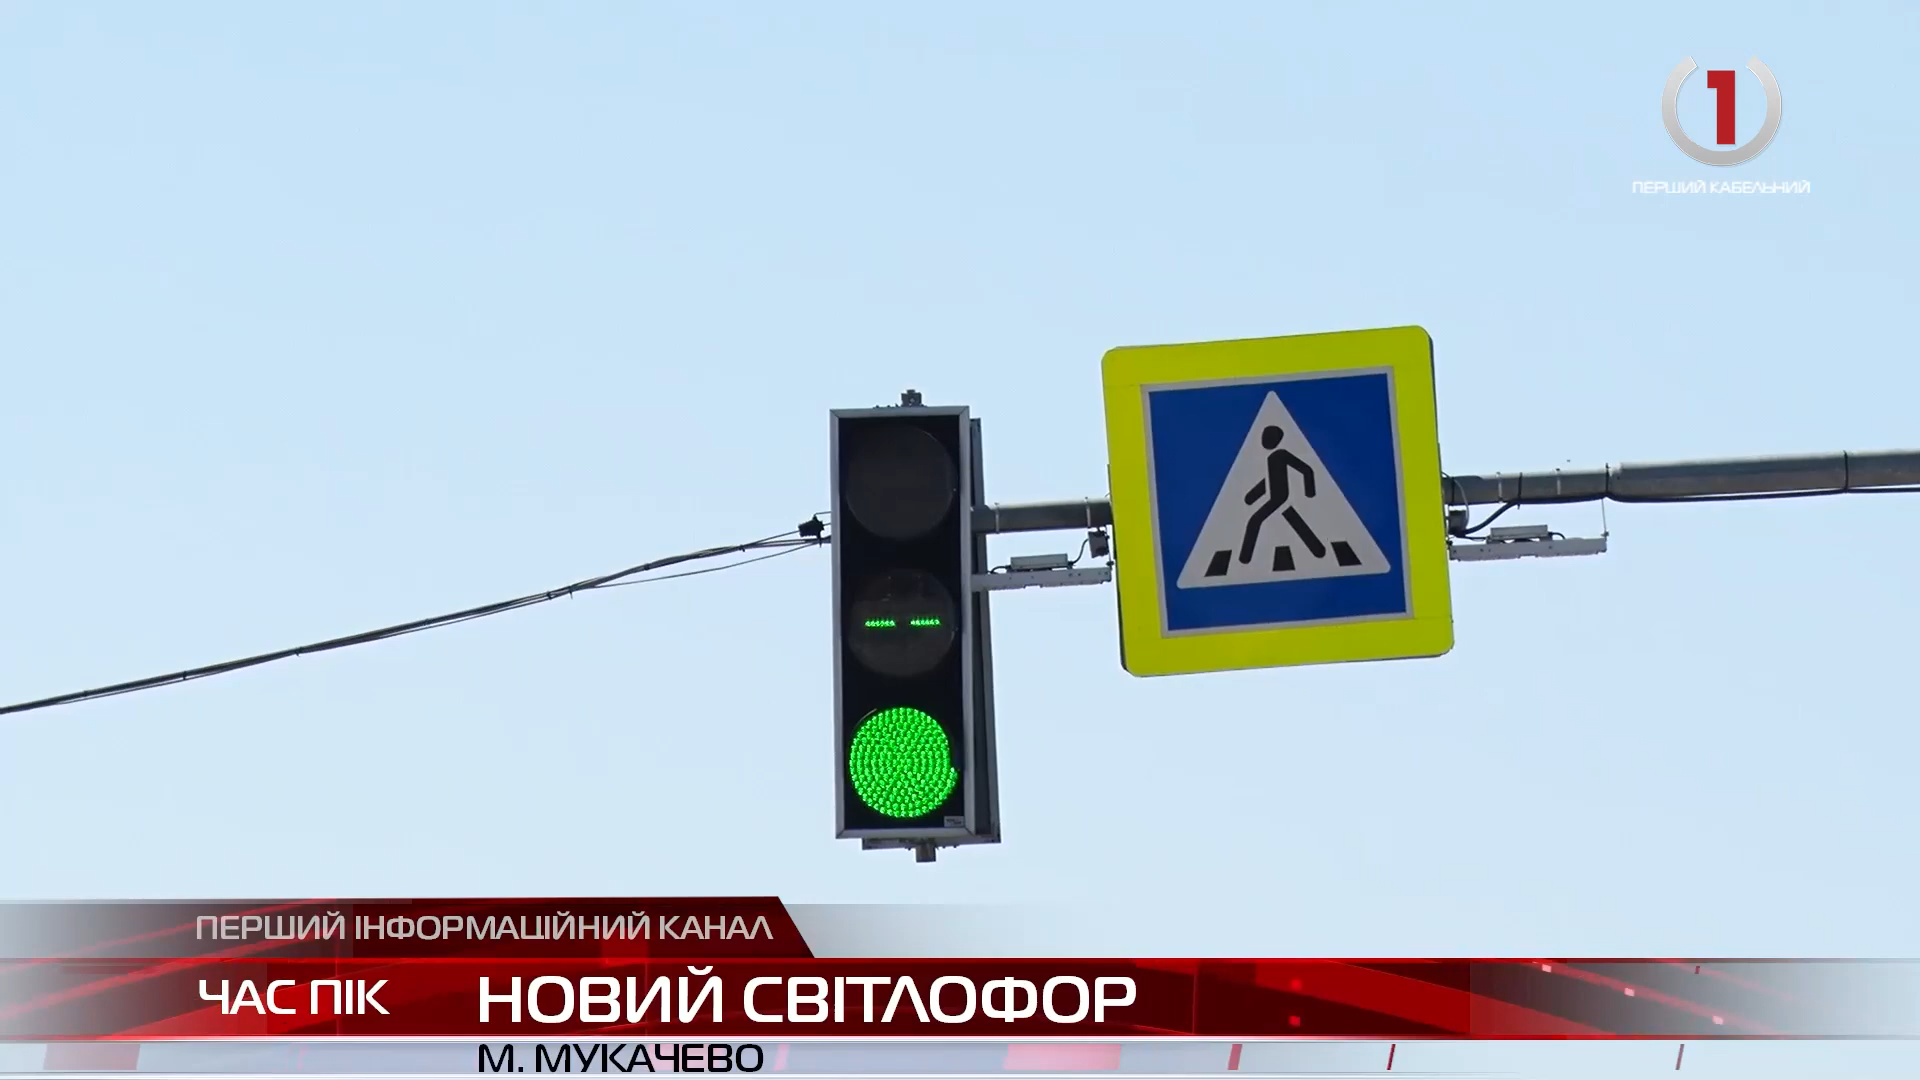 1
ПЕРШИЙ КАБЕЛЬНИЙ
ПЕРШИЙ ІНФОРМАЦІЙНИЙ КАНАЛ
ЧАС ПІК
НОВИЙ СВІТЛОФОР
М. МУКАЧЕВО